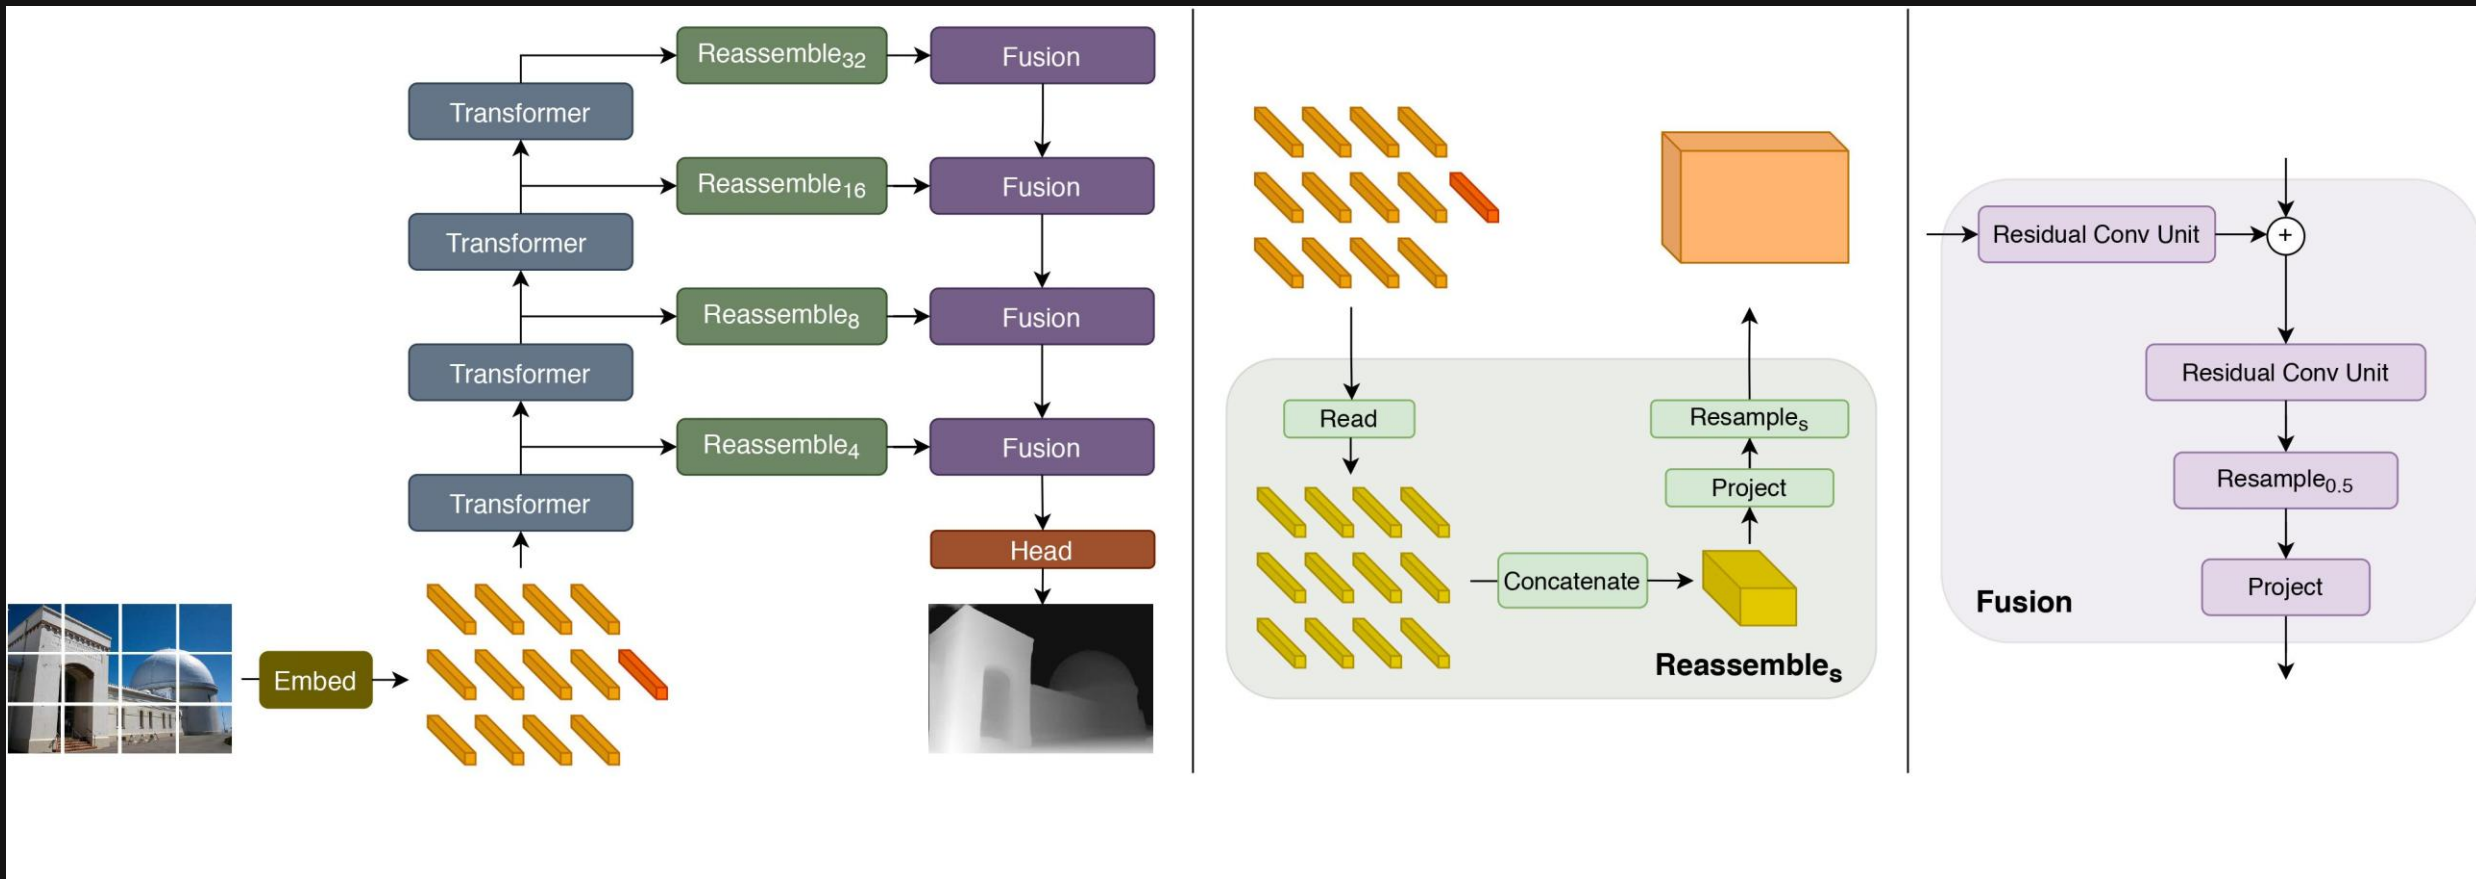 Reassemble32
Fusion
Transformer
Reassemble16
Fusion
Transformer
Reassemble8
Fusion
Transformer
Reassemble4
Fusion
Transformer
Head
Embed
Read
Resamples
Project
Concatenate
Reassembles
Residual Conv Unit
+
Residual Conv Unit
Resample0.5
Project
Fusion